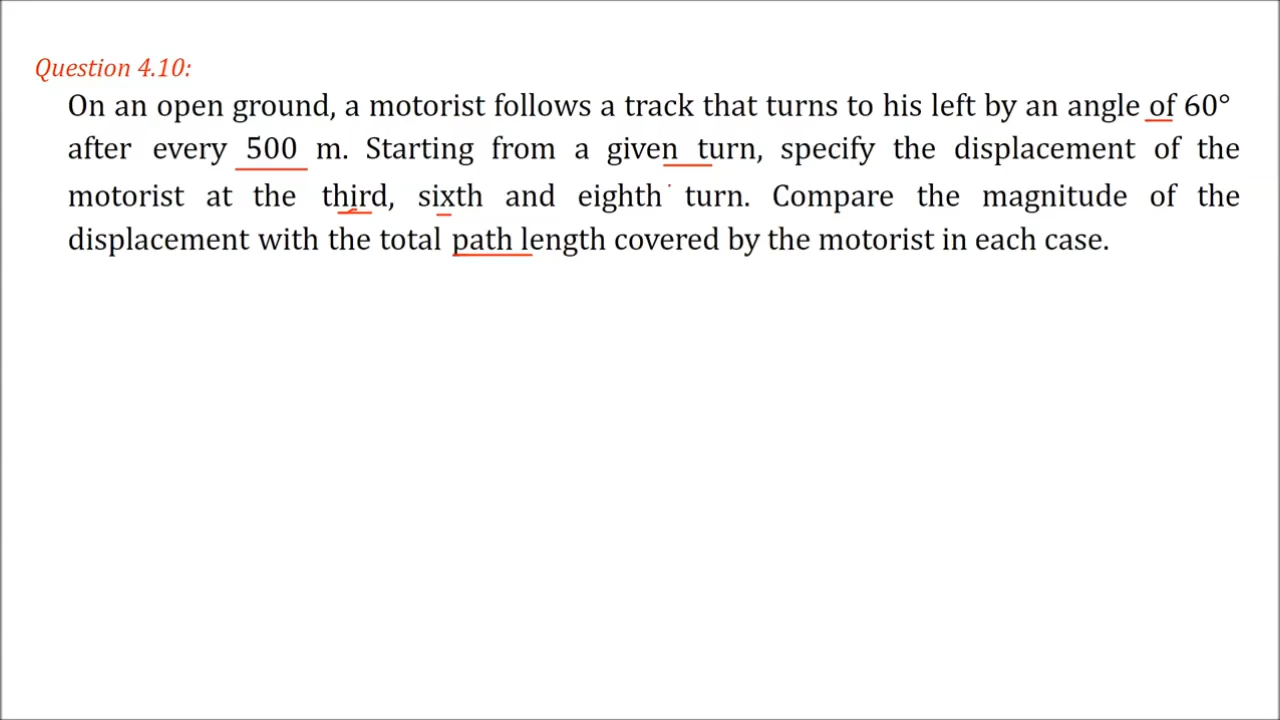 Question 4.10:
On an open ground, a motorist follows a track that turns to his left by an angle of 60°
after every 500 m. Starting from a given turn, specify the displacement of the
motorist at the third, sixth and eighth turn. Compare the magnitude of the
displacement with the total path length covered by the motorist in each case.